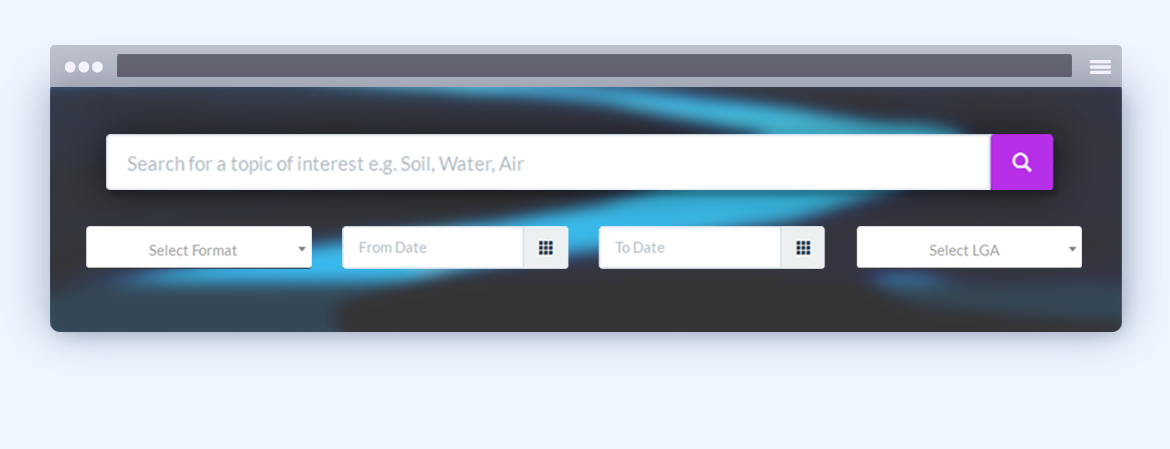 Search for a topic of interest e.g. Soil, Water, Air
Select Format
From Date
To Date
Select LGA